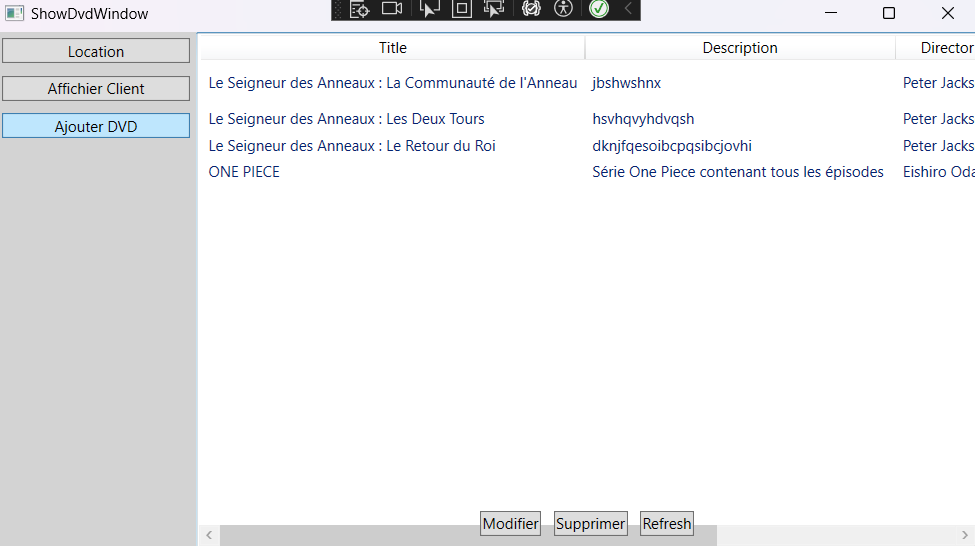 ShowDvdWindow
Location
Affichier Client
Ajouter DVD
Title Description Director
Le Seigneur des Anneaux : La Communauté de l'Anneau jbshwshnx Peter Jacks
Le Seigneur des Anneaux : Les Deux Tours hsvhqvyhdvqsh Peter Jacks
Le Seigneur des Anneaux : Le Retour du Roi dknjfqesoibcpqsibcjovhi Peter Jacks
ONE PIECE Série One Piece contenant tous les épisodes Eishiro Oda
Modifier Supprimer Refresh